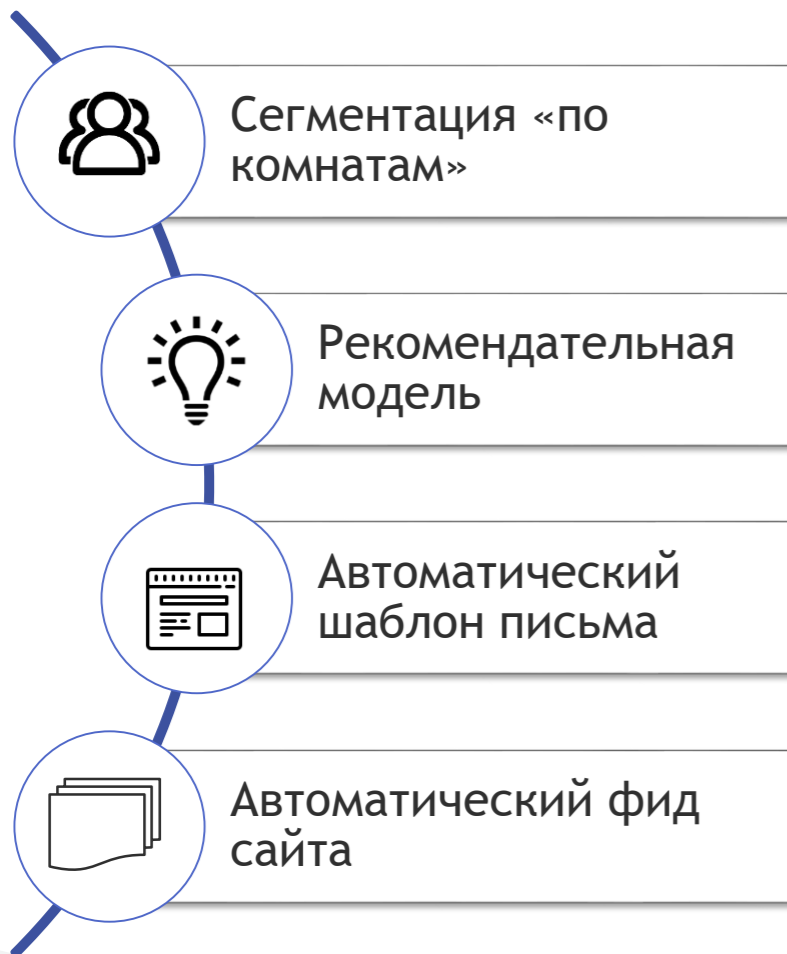 Сегментация «по
комнатам»
Рекомендательная
модель
Автоматический
шаблон письма
Автоматический фид
сайта